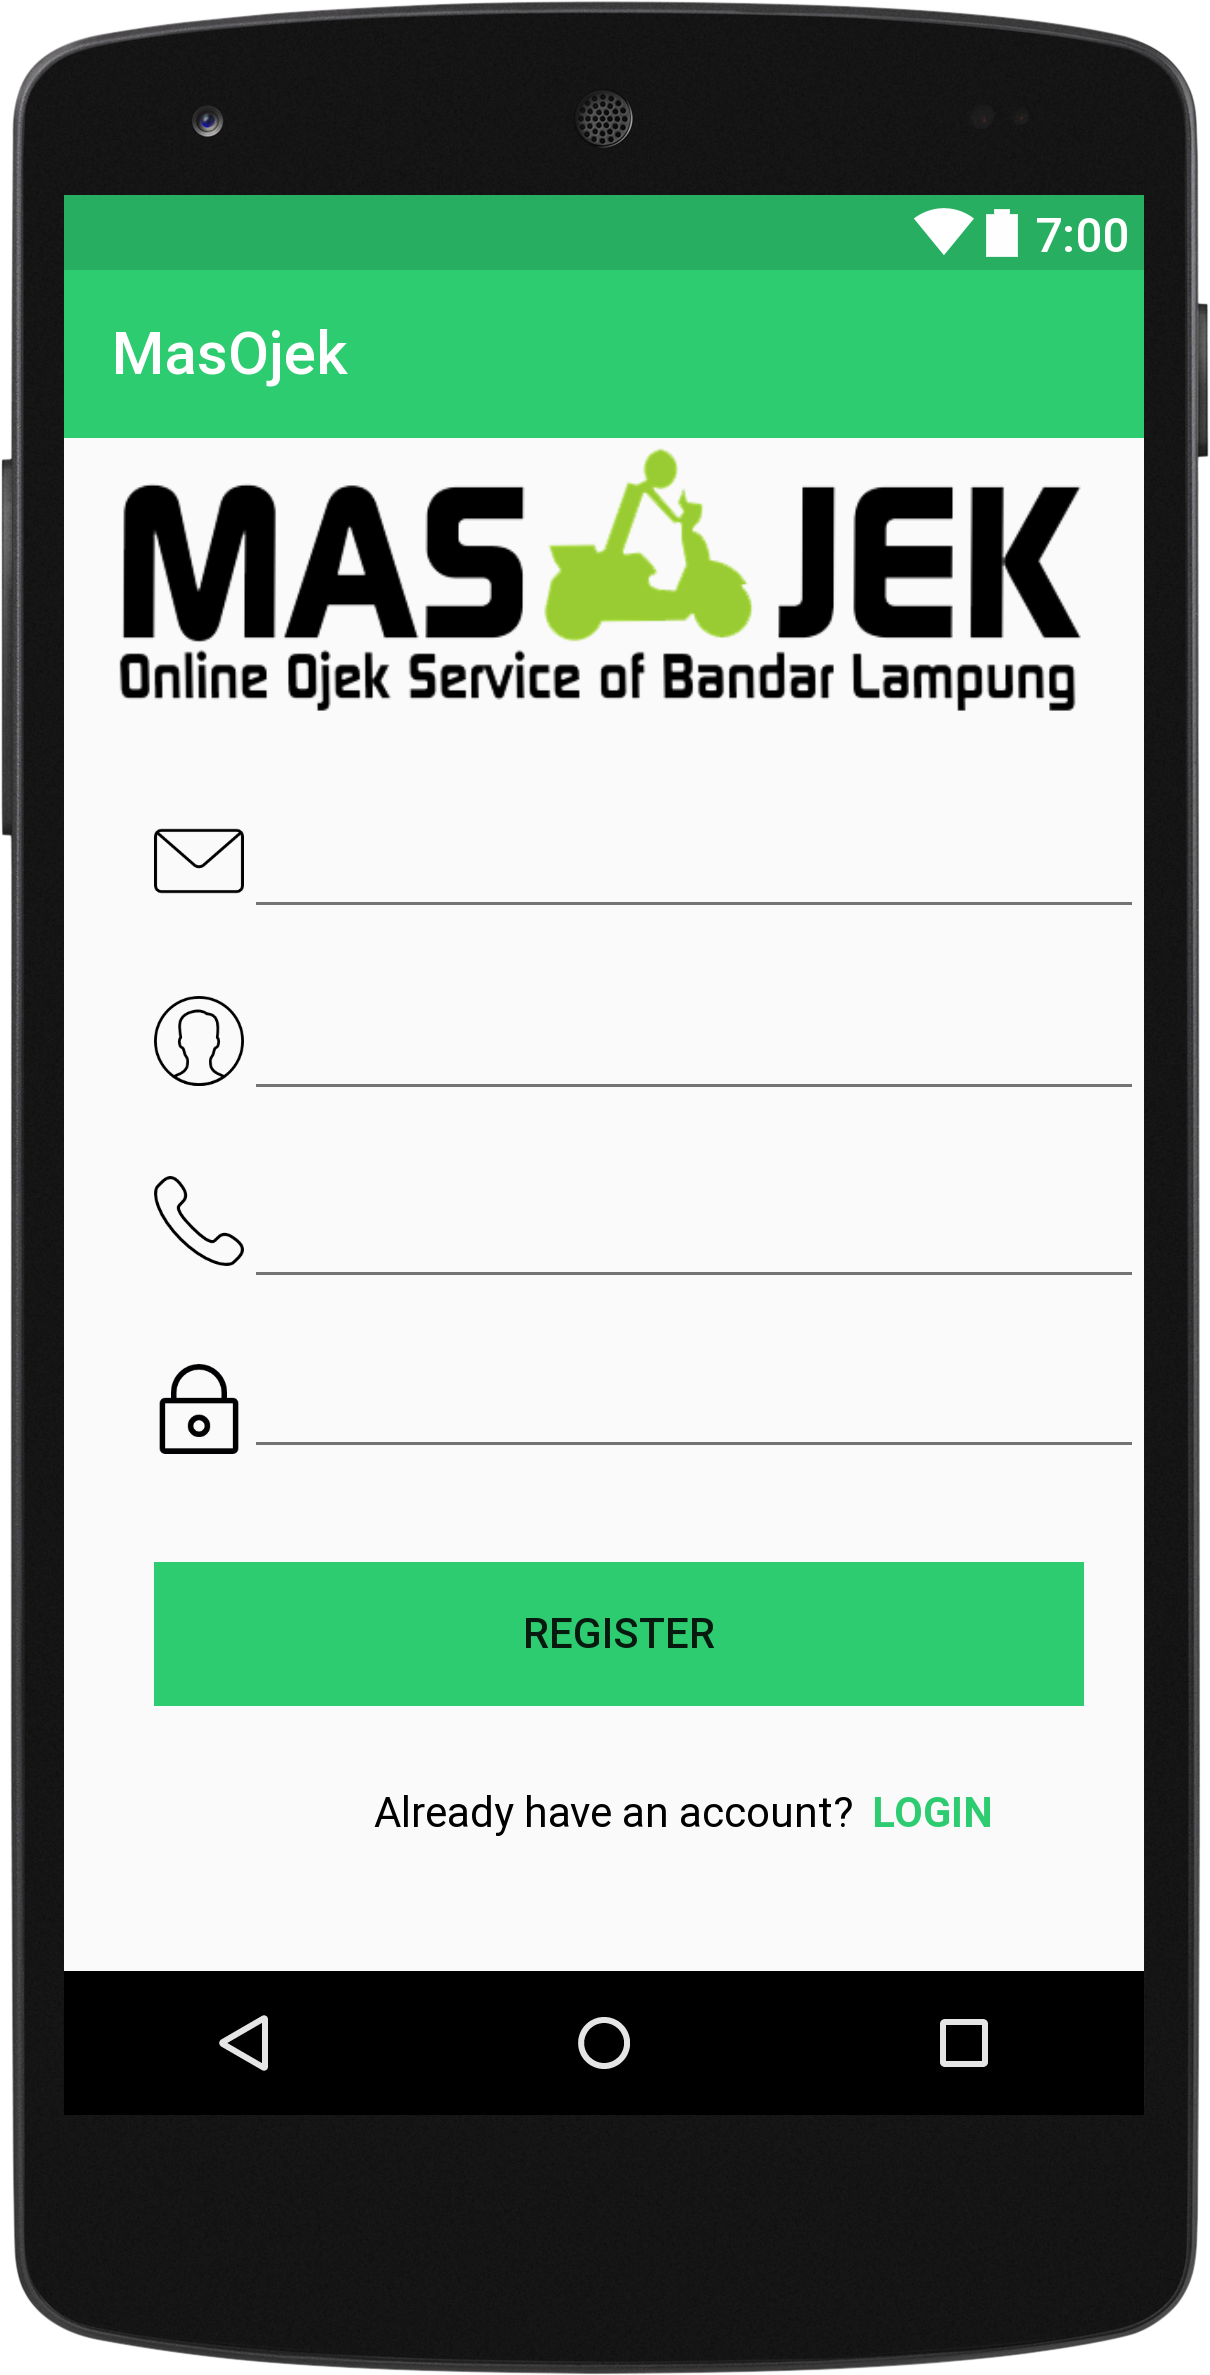 7:00
MasOjek
MAS JEK
Online Ojek Service of Bandar Lampung
REGISTER
Already have an account? LOGIN